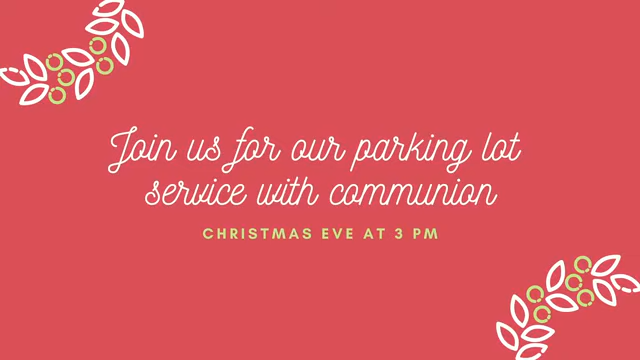 Join us for our parking lot
service with communion
CHRISTMAS EVE AT 3 PM